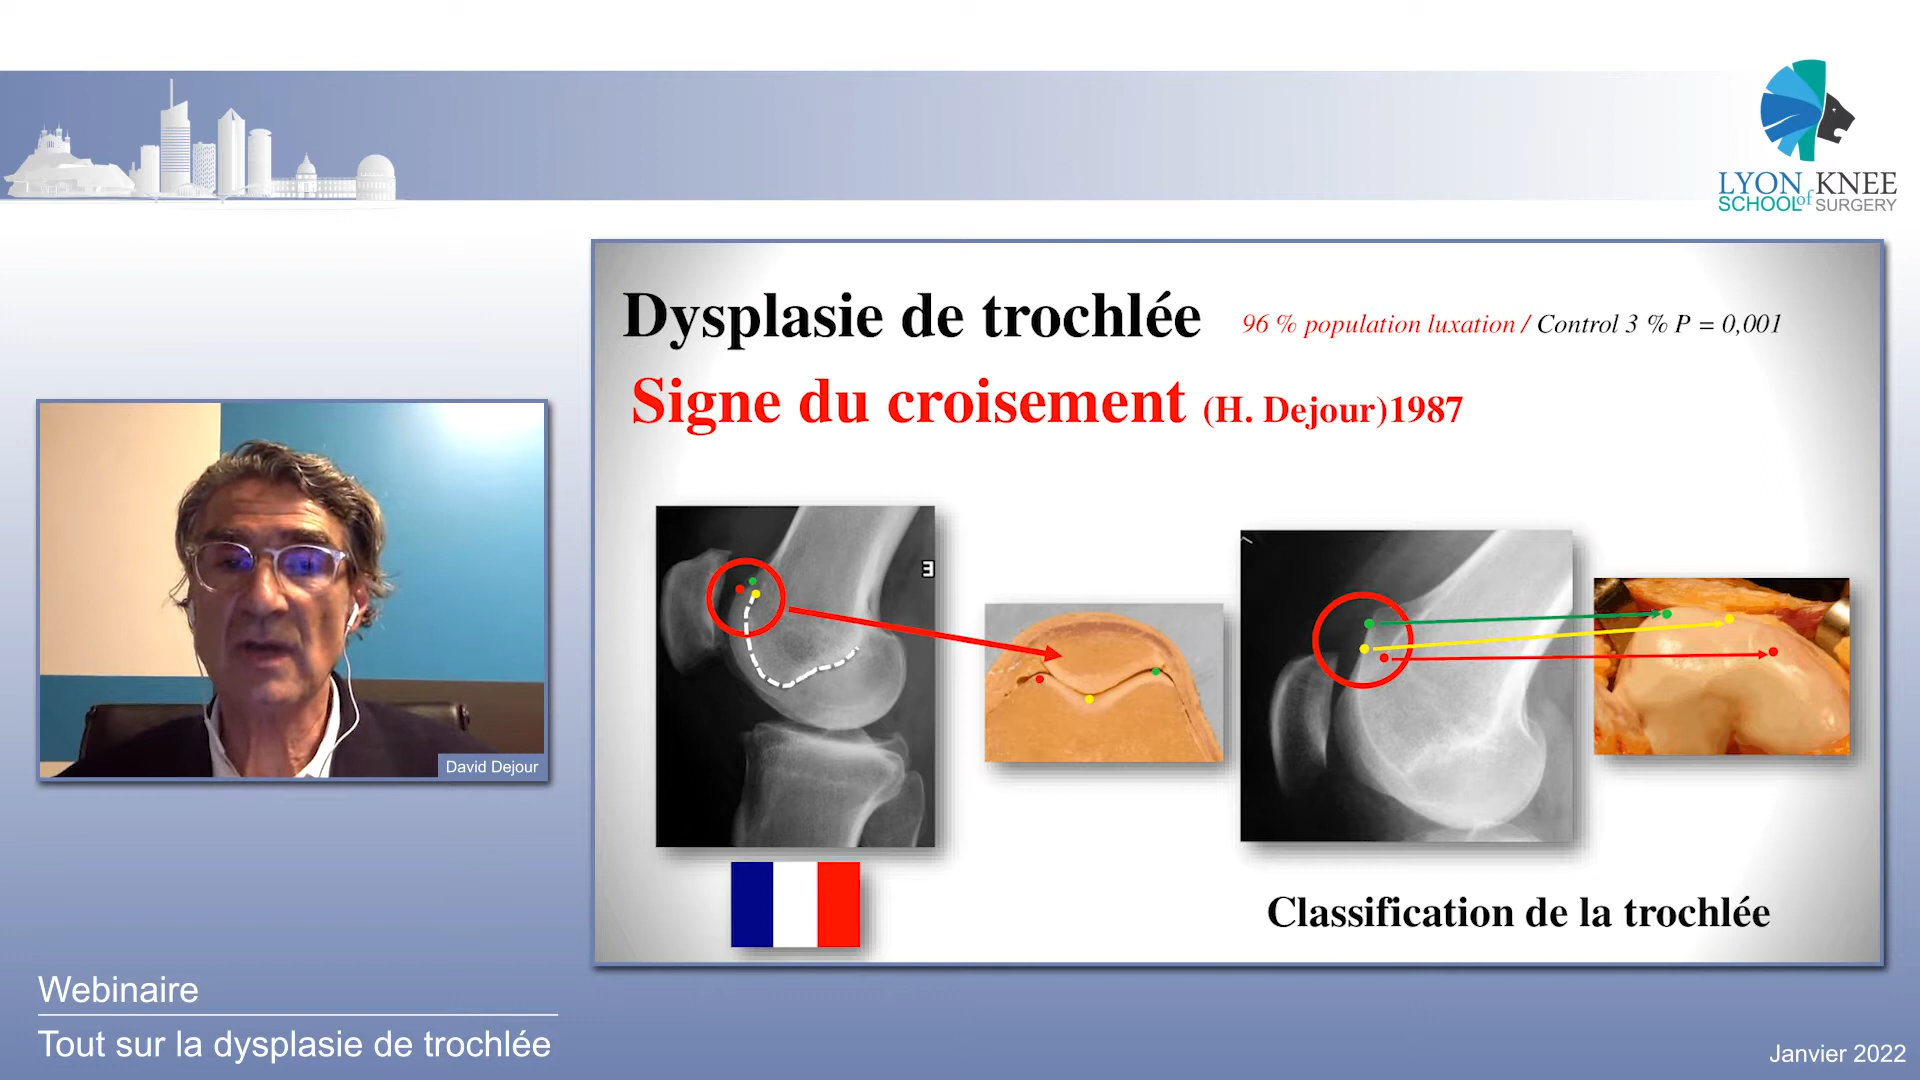 LYON KNEE
SCHOOL of SURGERY
Dysplasie de trochlée
96 % population luxation / Control 3 % P = 0,001
Signe du croisement (H. Dejour)1987
E
David Dejour
Classification de la trochlée
Webinaire
Tout sur la dysplasie de trochlée
Janvier 2022